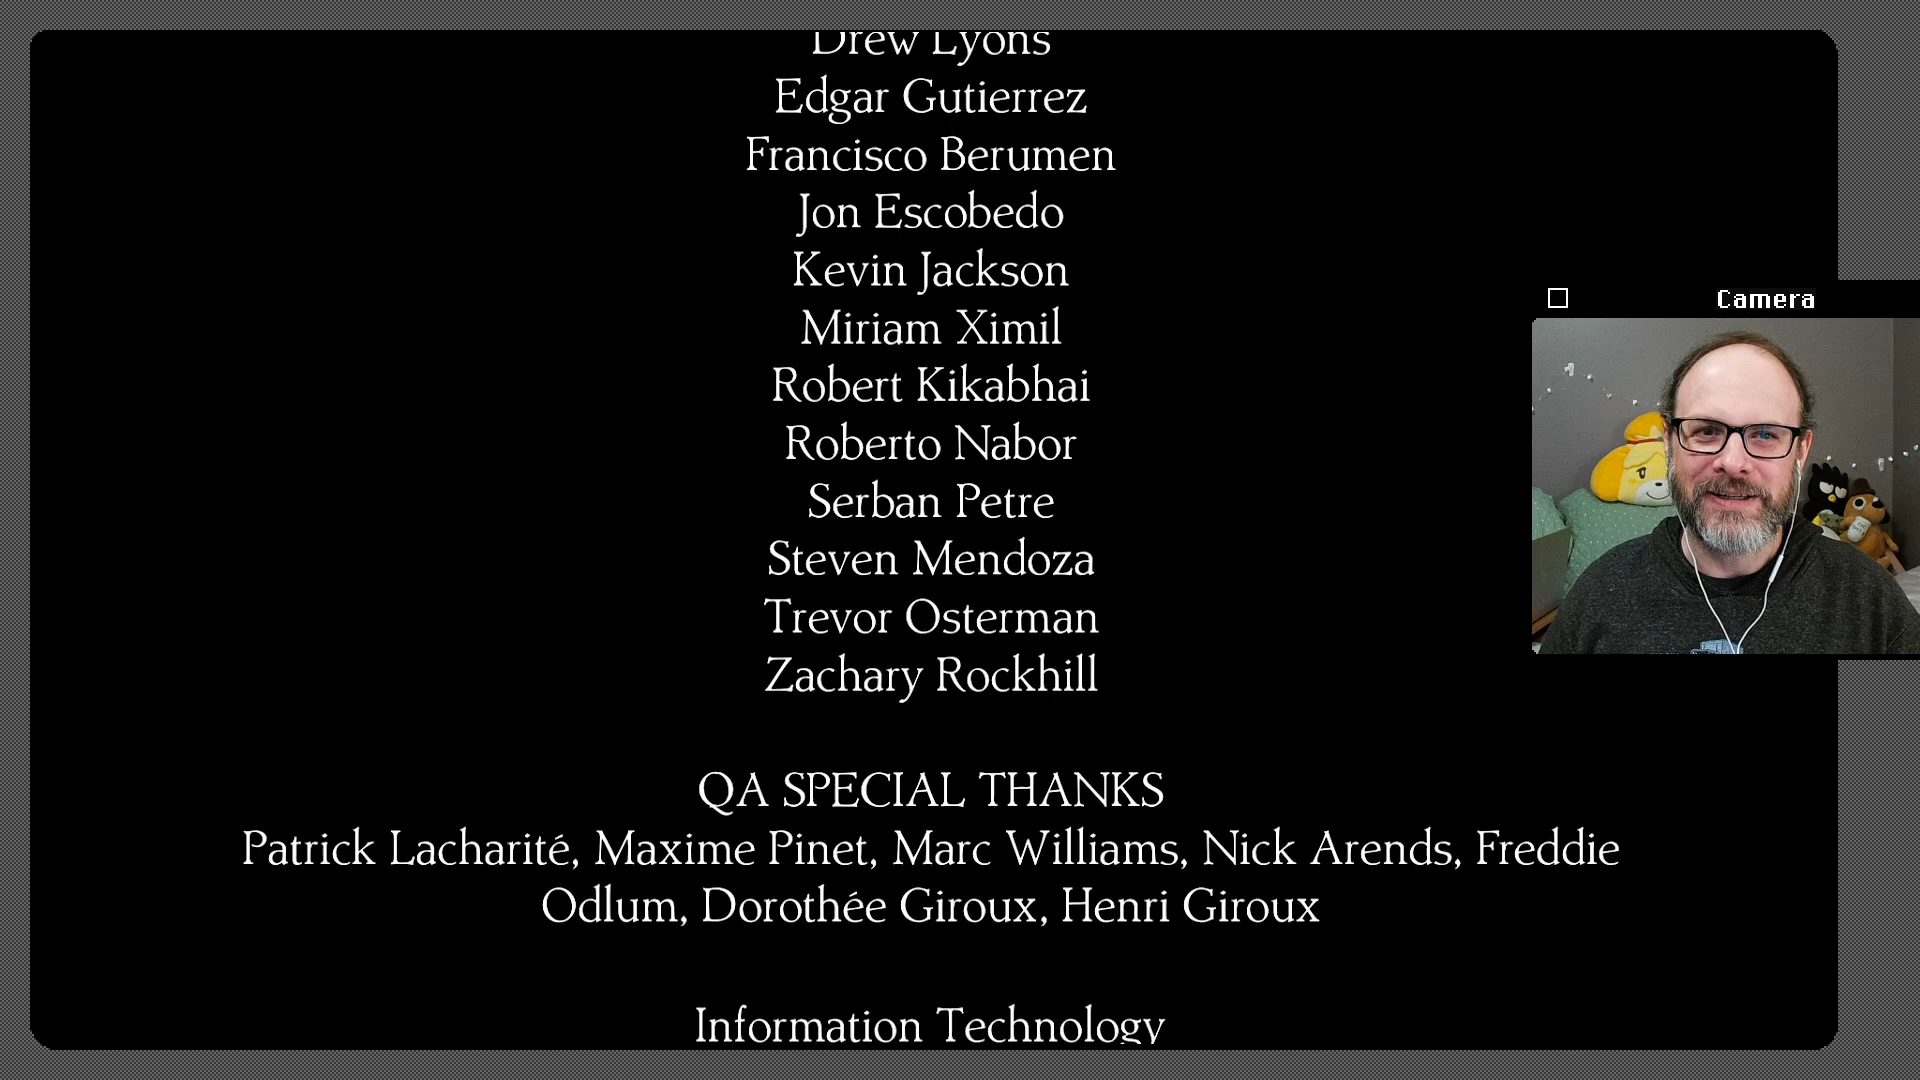 Drew Lyons
Edgar Gutierrez
Francisco Berumen
Jon Escobedo
Kevin Jackson
Miriam Ximil
Robert Kikabhai
Roberto Nabor
Serban Petre
Steven Mendoza
Trevor Osterman
Zachary Rockhill
QA SPECIAL THANKS
Patrick Lacharité, Maxime Pinet, Marc Williams, Nick Arends, Freddie
Odlum, Dorothée Giroux, Henri Giroux
Information Technology
Camera